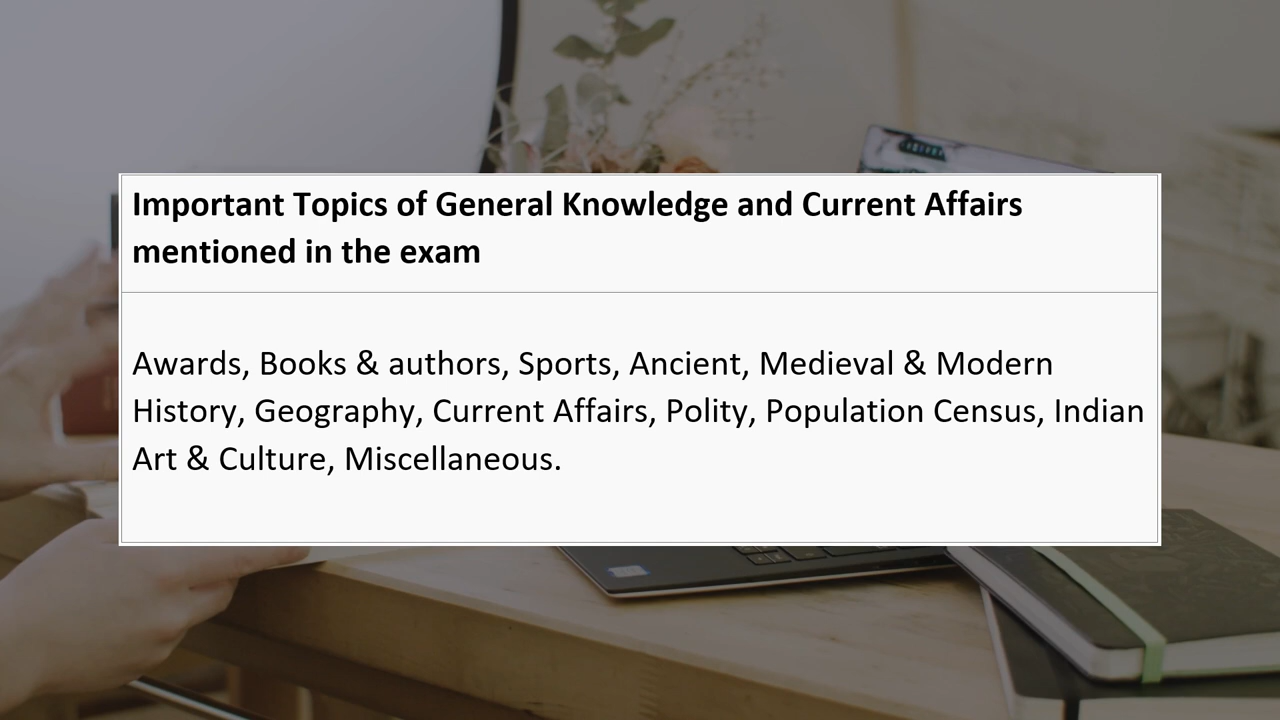 Important Topics of General Knowledge and Current Affairs
mentioned in the exam
Awards, Books & authors, Sports, Ancient, Medieval & Modern
History, Geography, Current Affairs, Polity, Population Census, Indian
Art & Culture, Miscellaneous.